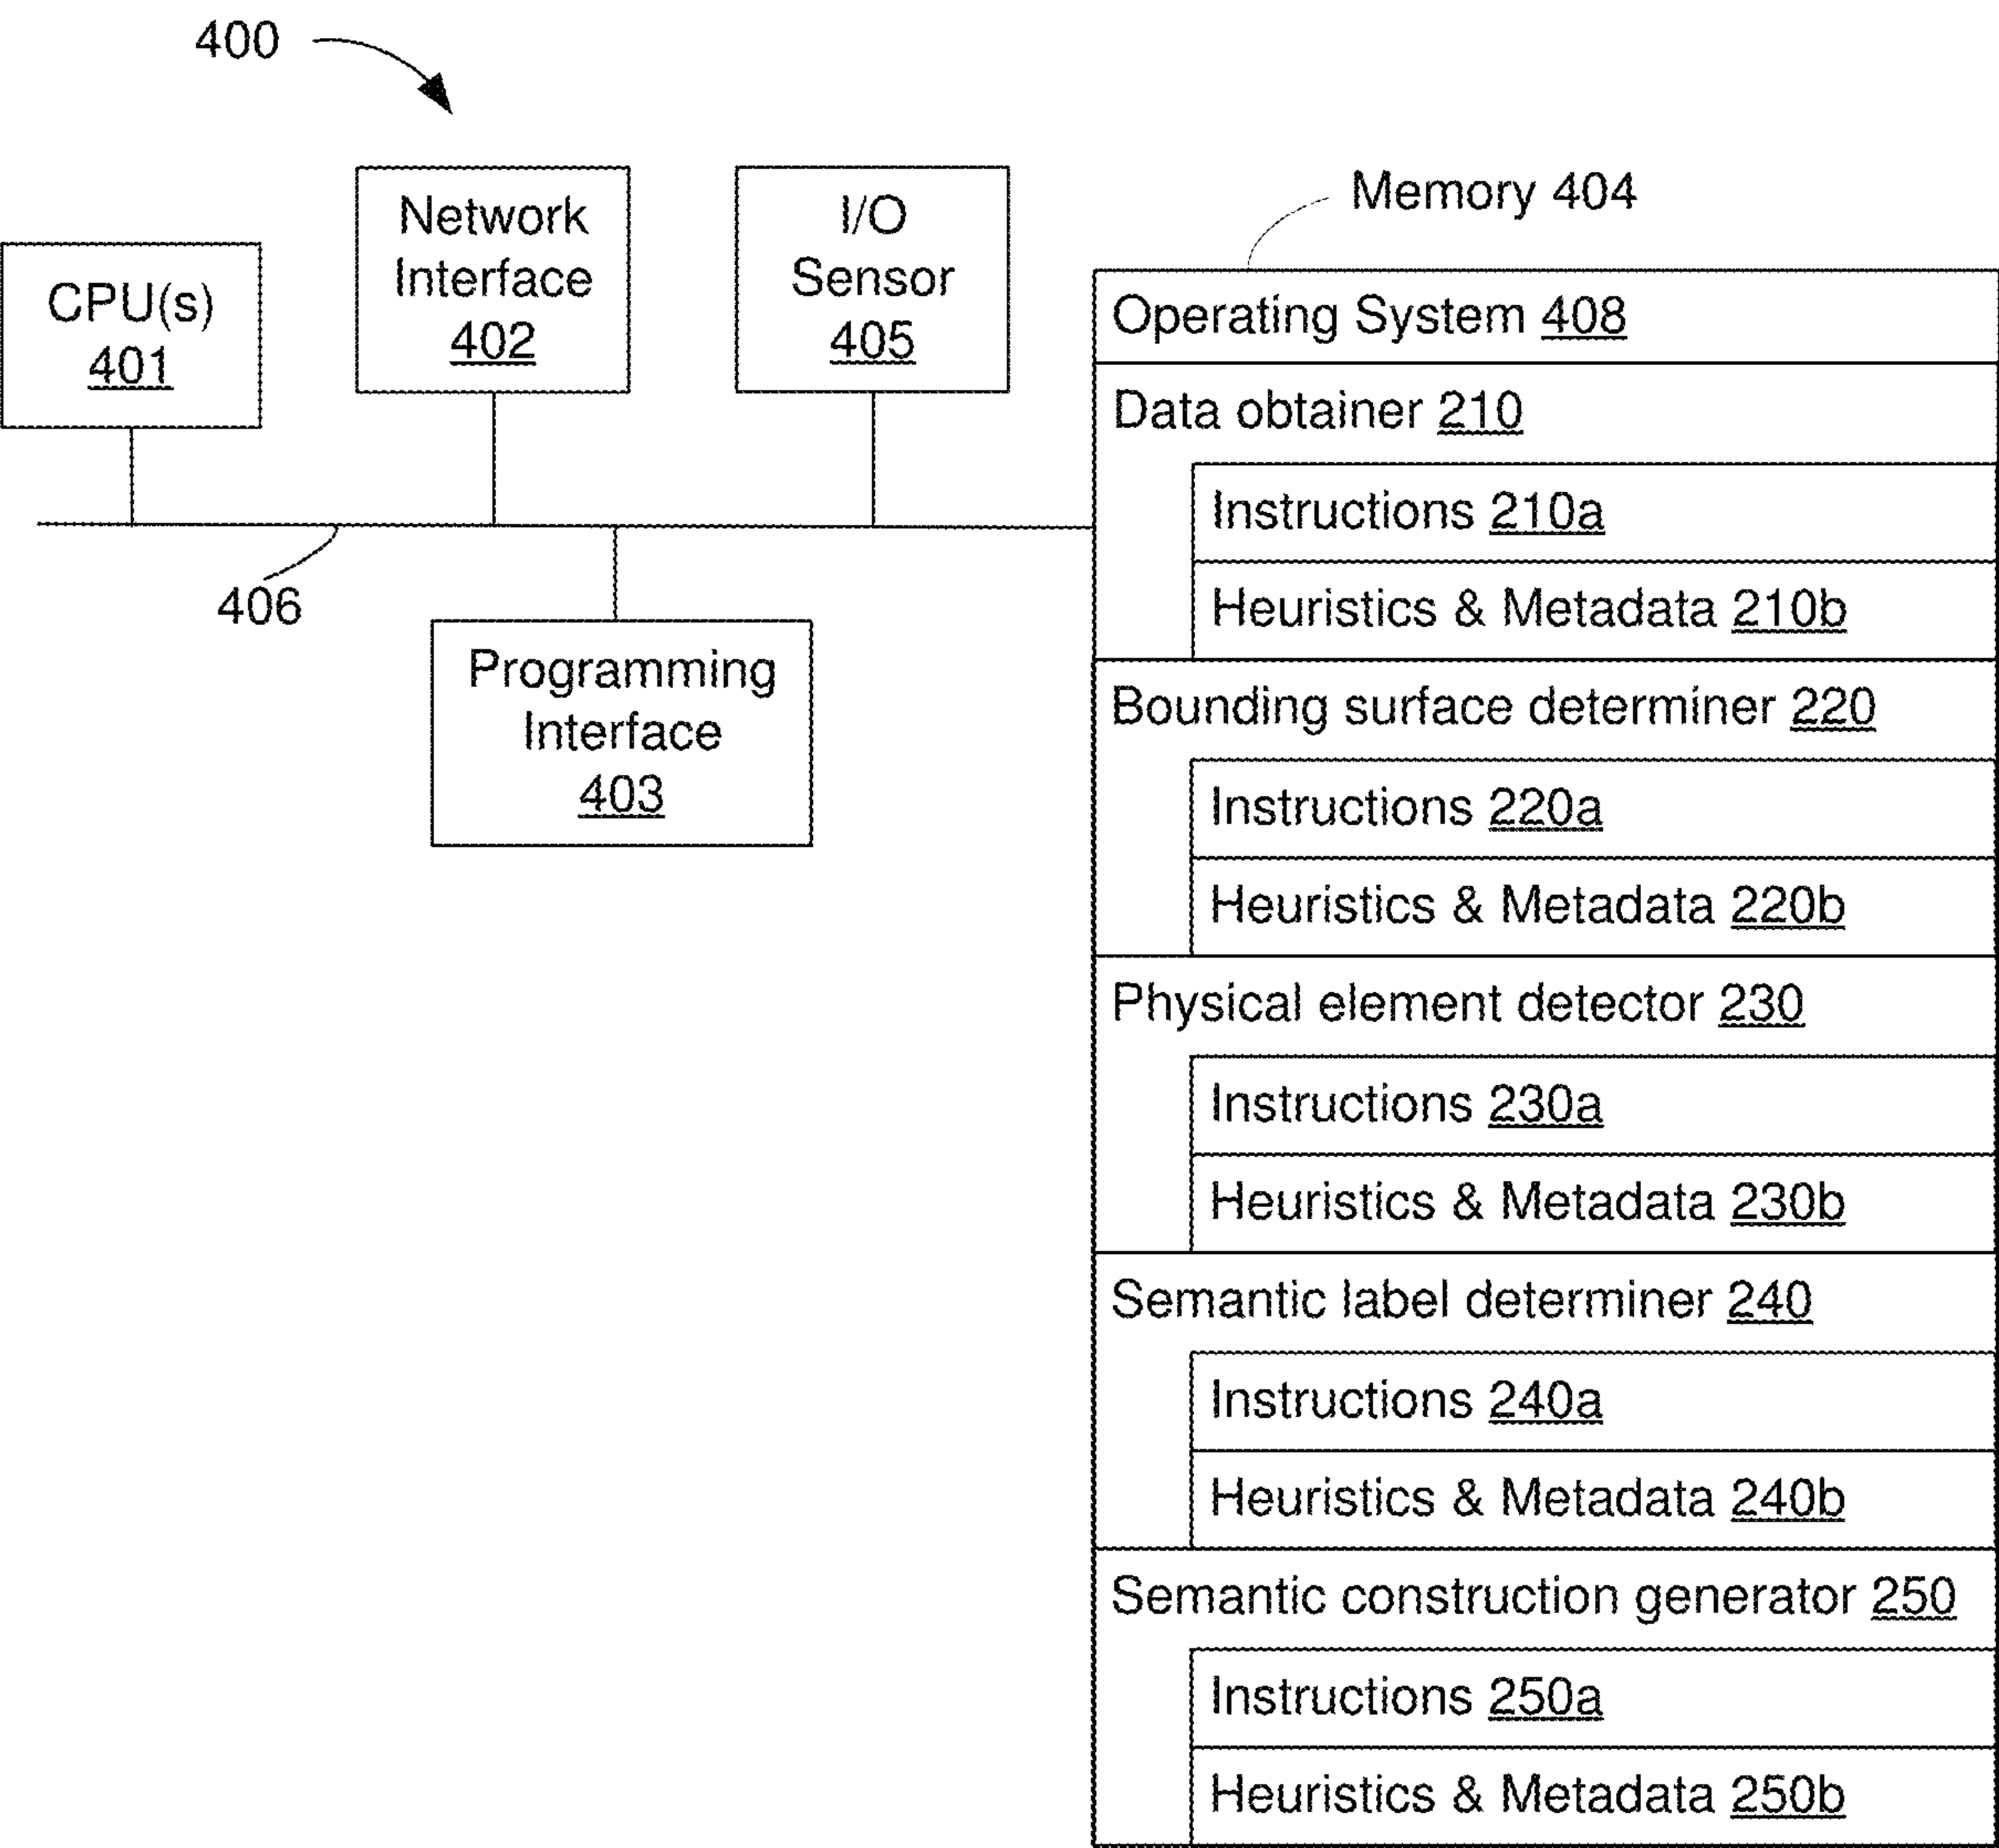 400
CPU(s)
401
Network
Interface
402
I/O
Sensor
405
406
Programming
Interface
403
Memory 404
Operating System 408
Data obtainer 210
Instructions 210a
Heuristics & Metadata 210b
Bounding surface determiner 220
Instructions 220a
Heuristics & Metadata 220b
Physical element detector 230
Instructions 230a
Heuristics & Metadata 230b
Semantic label determiner 240
Instructions 240a
Heuristics & Metadata 240b
Semantic construction generator 250
Instructions 250a
Heuristics & Metadata 250b